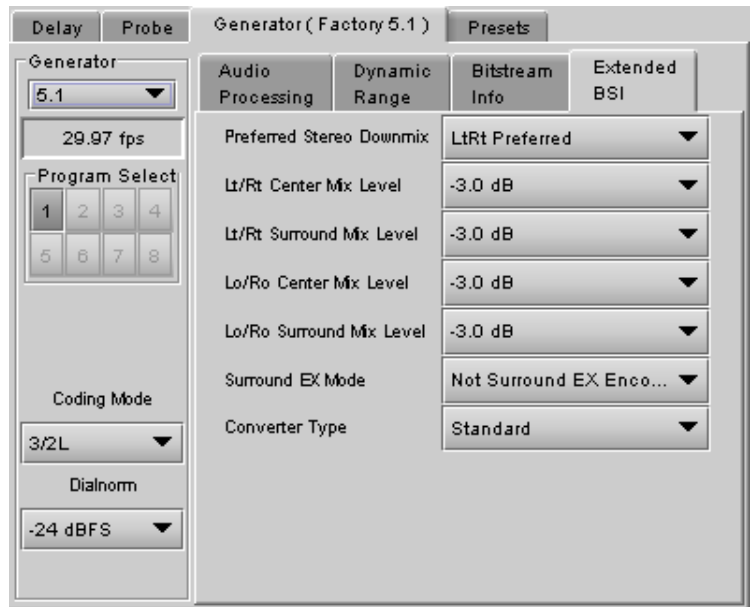 Delay Probe Generator ( Factory 5.1 ) Presets
Generator
5.1
29.97 fps
Program Select
1 2 3 4
5 6 7 8
Coding Mode
3/2L
Dialnorm
-24 dBFS
Audio Processing
Dynamic Range
Bitstream Info
Extended BSI
Preferred Stereo Downmix LtRt Preferred
Lt/Rt Center Mix Level -3.0 dB
Lt/Rt Surround Mix Level -3.0 dB
Lo/Ro Center Mix Level -3.0 dB
Lo/Ro Surround Mix Level -3.0 dB
Surround EX Mode Not Surround EX Enco...
Converter Type Standard